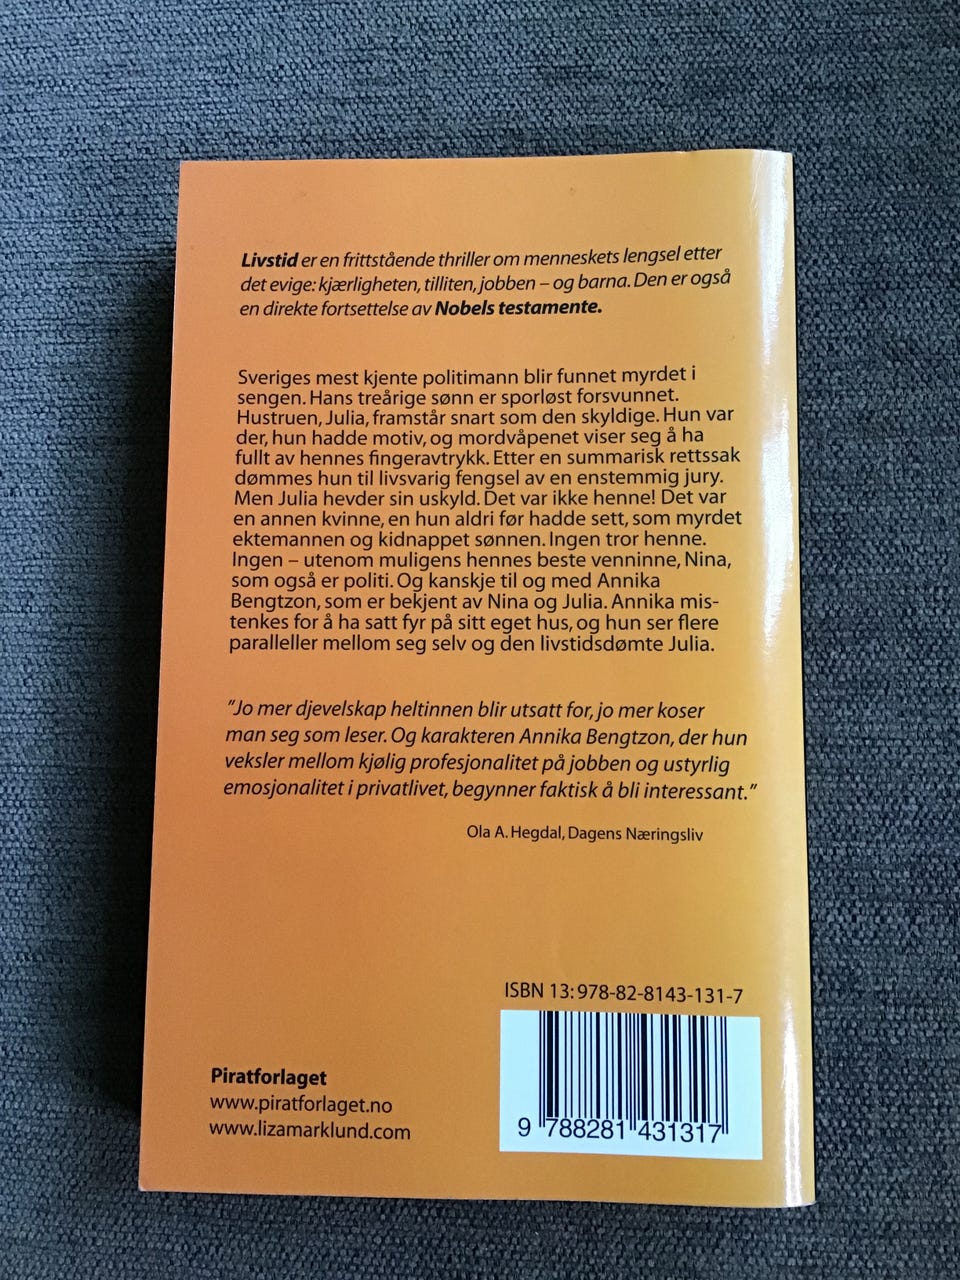 Livstid er en frittstående thriller om menneskets lengsel etter
det evige: kjærligheten, tilliten, jobben – og barna. Den er også
en direkte fortsettelse av Nobels testamente.
Sveriges mest kjente politimann blir funnet myrdet i
sengen. Hans treårige sønn er sporløst forsvunnet.
Hustruen, Julia, framstår snart som den skyldige. Hun var
der, hun hadde motiv, og mordvåpenet viser seg å ha
fullt av hennes fingeravtrykk. Etter en summarisk rettssak
dømmes hun til livsvarig fengsel av en enstemmig jury.
Men Julia hevder sin uskyld. Det var ikke henne! Det var
en annen kvinne, en hun aldri før hadde sett, som myrdet
ektemannen og kidnappet sønnen. Ingen tror henne.
Ingen – utenom muligens hennes beste venninne, Nina,
som også er politi. Og kanskje til og med Annika
Bengtzon, som er bekjent av Nina og Julia. Annika mis-
tenkes for å ha satt fyr på sitt eget hus, og hun ser flere
paralleller mellom seg selv og den livstidsdømte Julia.
"Jo mer djevelskap heltinnen blir utsatt for, jo mer koser
man seg som leser. Og karakteren Annika Bengtzon, der hun
veksler mellom kjølig profesjonalitet på jobben og ustyrlig
emosjonalitet i privatlivet, begynner faktisk å bli interessant."
Ola A. Hegdal, Dagens Næringsliv
ISBN 13: 978-82-8143-131-7
9 788281 431317
Piratforlaget
www.piratforlaget.no
www.lizamarklund.com